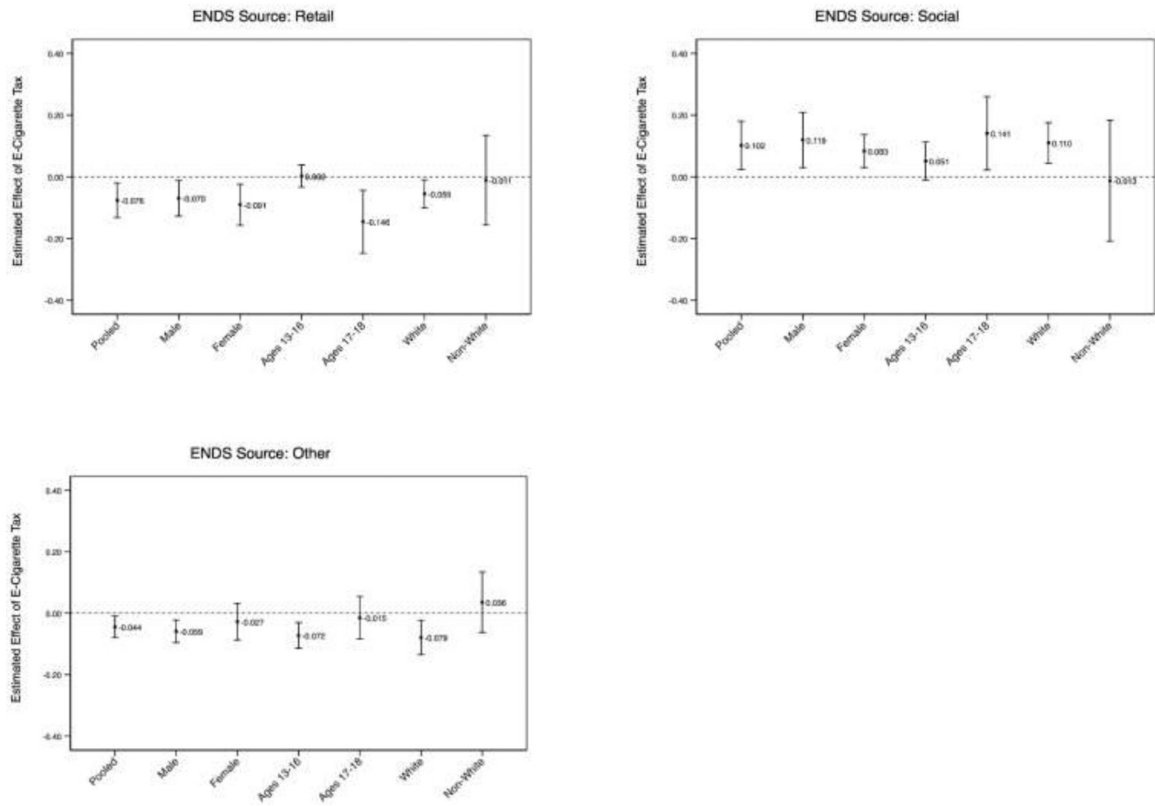 ENDS Source: Retail
Estimated Effect of E-Cigarette Tax
0.40
0.20
0.00
-0.20
-0.40
-0.076
-0.070
-0.091
-0.146
-0.011
Pooled
Male
Female
Ages 13-16
Ages 17-18
White
Non-White
ENDS Source: Social
Estimated Effect of E-Cigarette Tax
0.40
0.20
0.00
-0.20
-0.40
0.102
0.119
0.083
0.051
0.141
0.110
-0.013
Pooled
Male
Female
Ages 13-16
Ages 17-18
White
Non-White
ENDS Source: Other
Estimated Effect of E-Cigarette Tax
0.40
0.20
0.00
-0.20
-0.40
-0.044
-0.027
-0.072
-0.015
-0.079
0.036
Pooled
Male
Female
Ages 13-16
Ages 17-18
White
Non-White